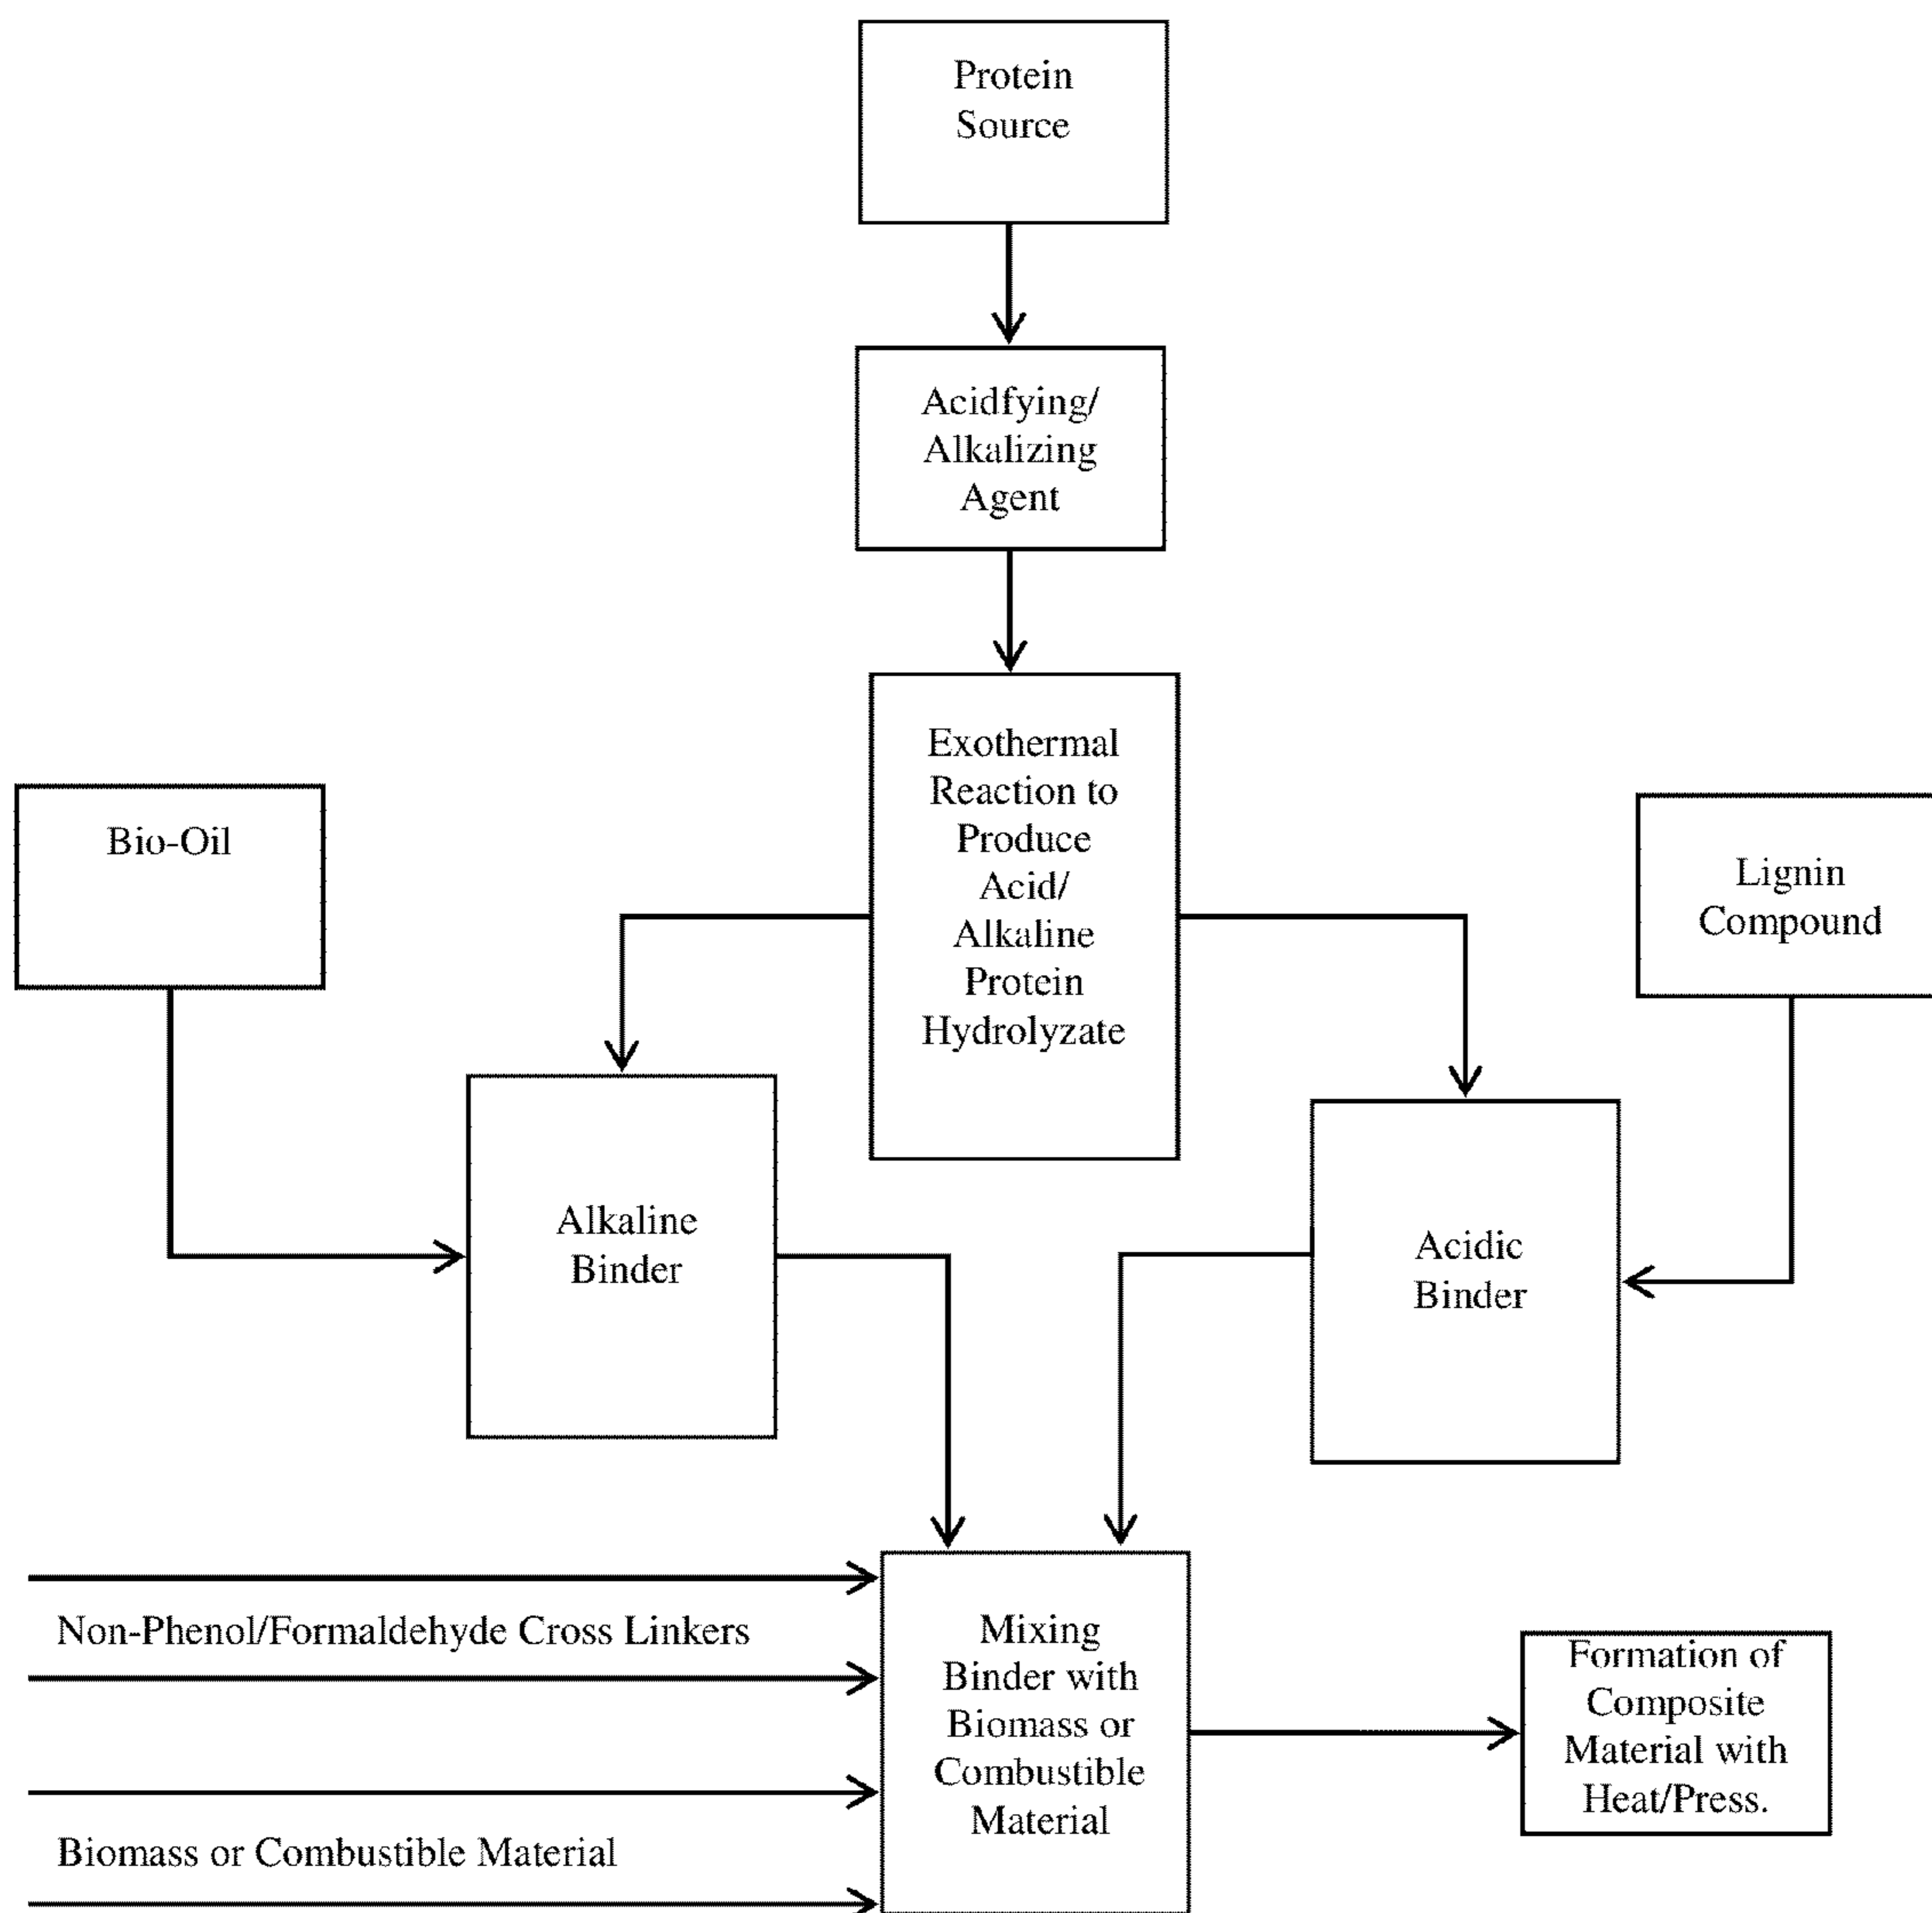 Protein
Source
Acidfying/
Alkalizing
Agent
Exothermal
Reaction to
Produce
Acid/
Alkaline
Protein
Hydrolyzate
Bio-Oil
Lignin
Compound
Alkaline
Binder
Acidic
Binder
Non-Phenol/Formaldehyde Cross Linkers
Biomass or Combustible Material
Mixing
Binder with
Biomass or
Combustible
Material
Formation of
Composite
Material with
Heat/Press.